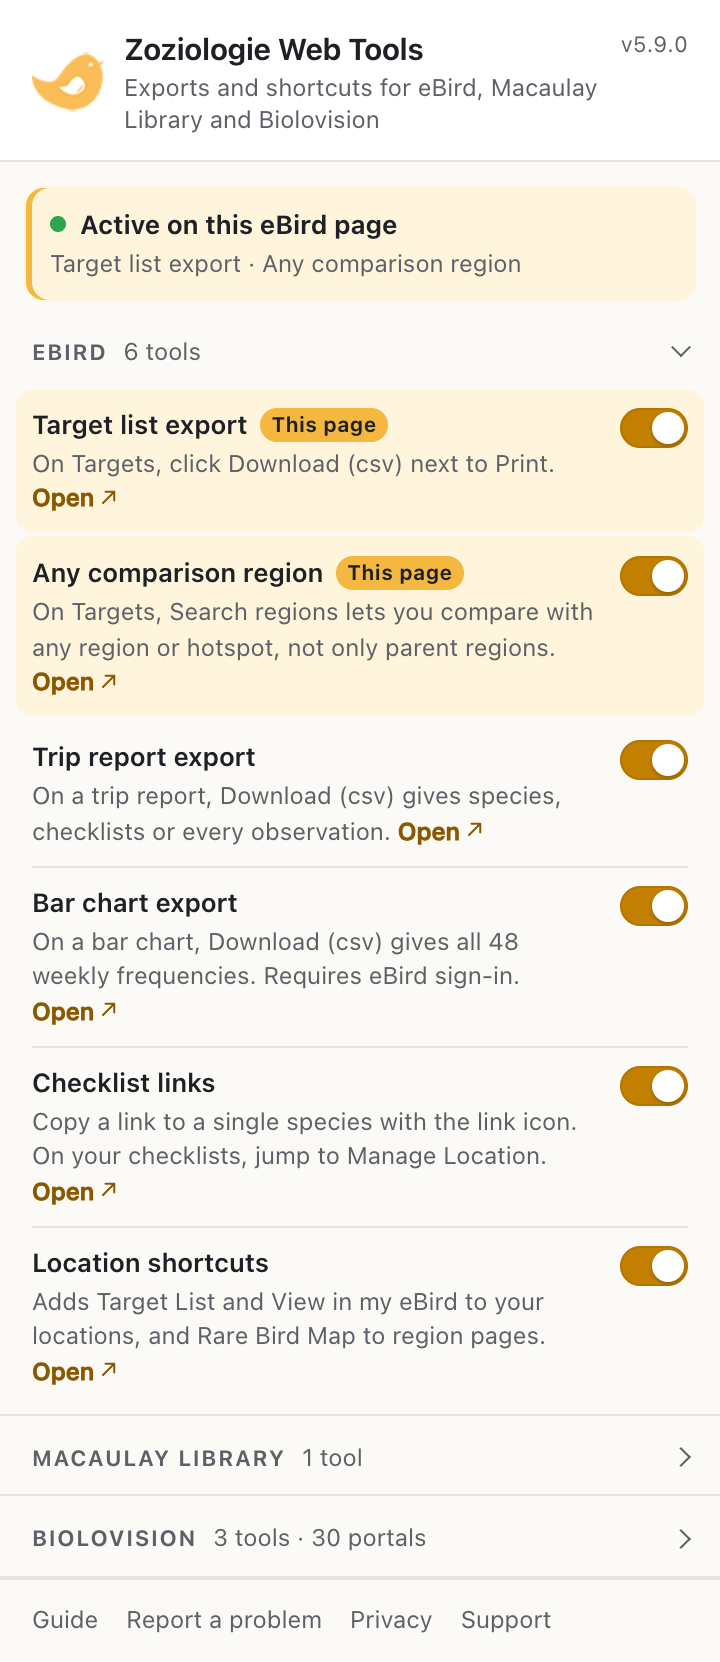 Zoziologie Web Tools
v5.9.0
Exports and shortcuts for eBird, Macaulay
Library and Biolovision
Active on this eBird page
Target list export · Any comparison region
EBIRD 6 tools
Target list export This page
On Targets, click Download (csv) next to Print.
Open ↗
Any comparison region This page
On Targets, Search regions lets you compare with
any region or hotspot, not only parent regions.
Open ↗
Trip report export
On a trip report, Download (csv) gives species,
checklists or every observation. Open ↗
Bar chart export
On a bar chart, Download (csv) gives all 48
weekly frequencies. Requires eBird sign-in.
Open ↗
Checklist links
Copy a link to a single species with the link icon.
On your checklists, jump to Manage Location.
Open ↗
Location shortcuts
Adds Target List and View in my eBird to your
locations, and Rare Bird Map to region pages.
Open ↗
MACAULAY LIBRARY 1 tool
BIOLOVISION 3 tools · 30 portals
Guide Report a problem Privacy Support